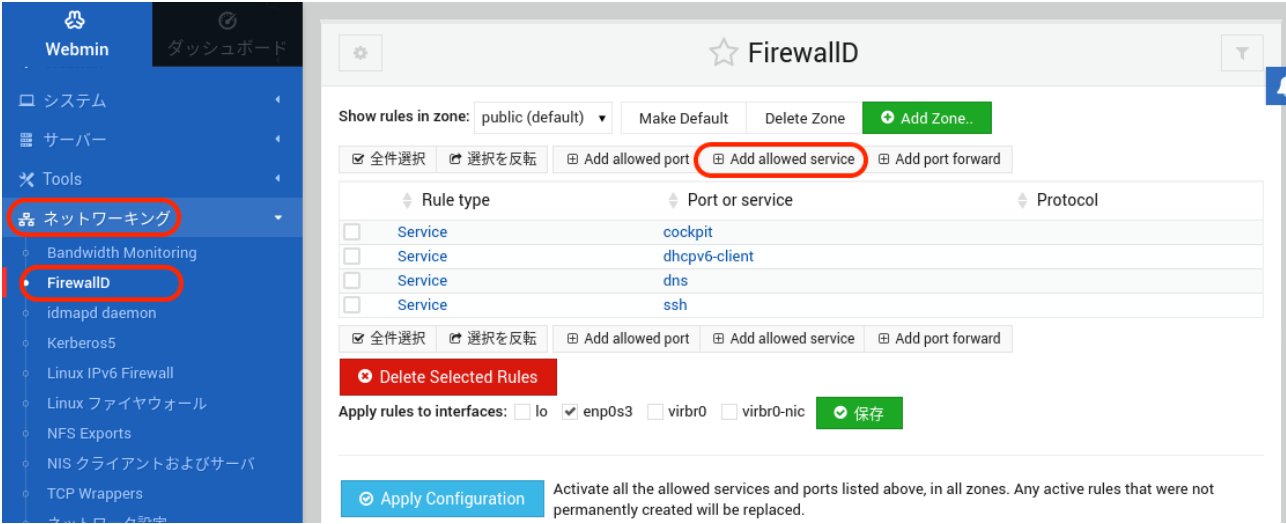 Webmin
ダッシュボード
システム
サーバー
Tools
ネットワーキング
Bandwidth Monitoring
FirewallD
idmapd daemon
Kerberos5
Linux IPv6 Firewall
Linux ファイヤウォール
NFS Exports
NIS クライアントおよびサーバ
TCP Wrappers
ネットワーク設定
FirewallD
Show rules in zone: public (default) Make Default Delete Zone Add Zone..
全件選択 選択を反転 Add allowed port Add allowed service Add port forward
Rule type Port or service Protocol
Service cockpit
Service dhcpv6-client
Service dns
Service ssh
全件選択 選択を反転 Add allowed port Add allowed service Add port forward
Delete Selected Rules
Apply rules to interfaces: lo enp0s3 virbr0 virbr0-nic 保存
Apply Configuration Activate all the allowed services and ports listed above, in all zones. Any active rules that were not
permanently created will be replaced.